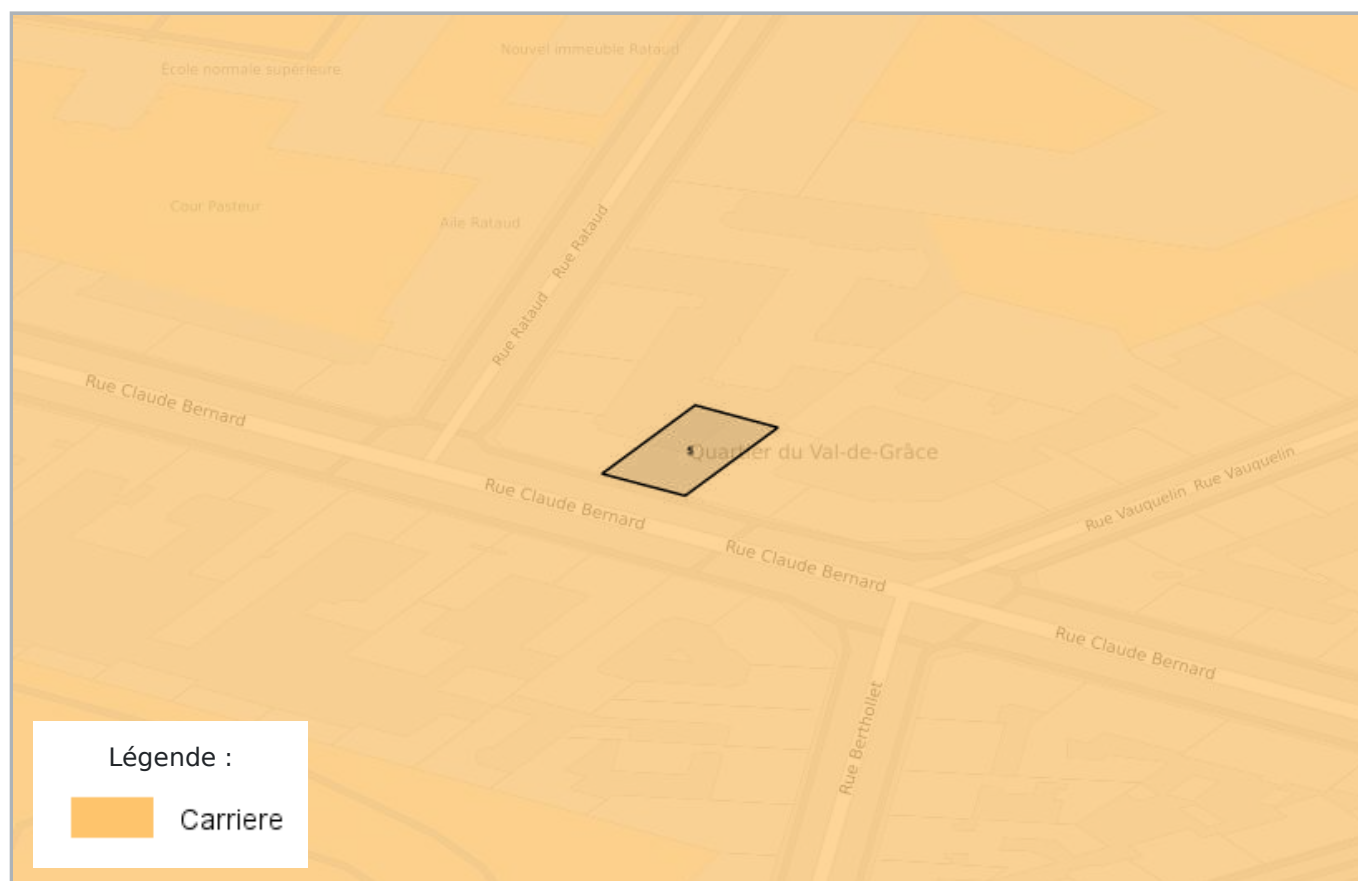 Nouvel immeuble Rataud
École normale supérieure
Cour Pasteur
Aile Rataud
Rue Rataud
Rue Rataud
Rue Claude Bernard
Quartier du Val-de-Grâce
Rue Claude Bernard
Rue Vauquelin
Rue Vauquelin
Rue Claude Bernard
Rue Claude Bernard
Rue Berthollet
Légende :
Carriere